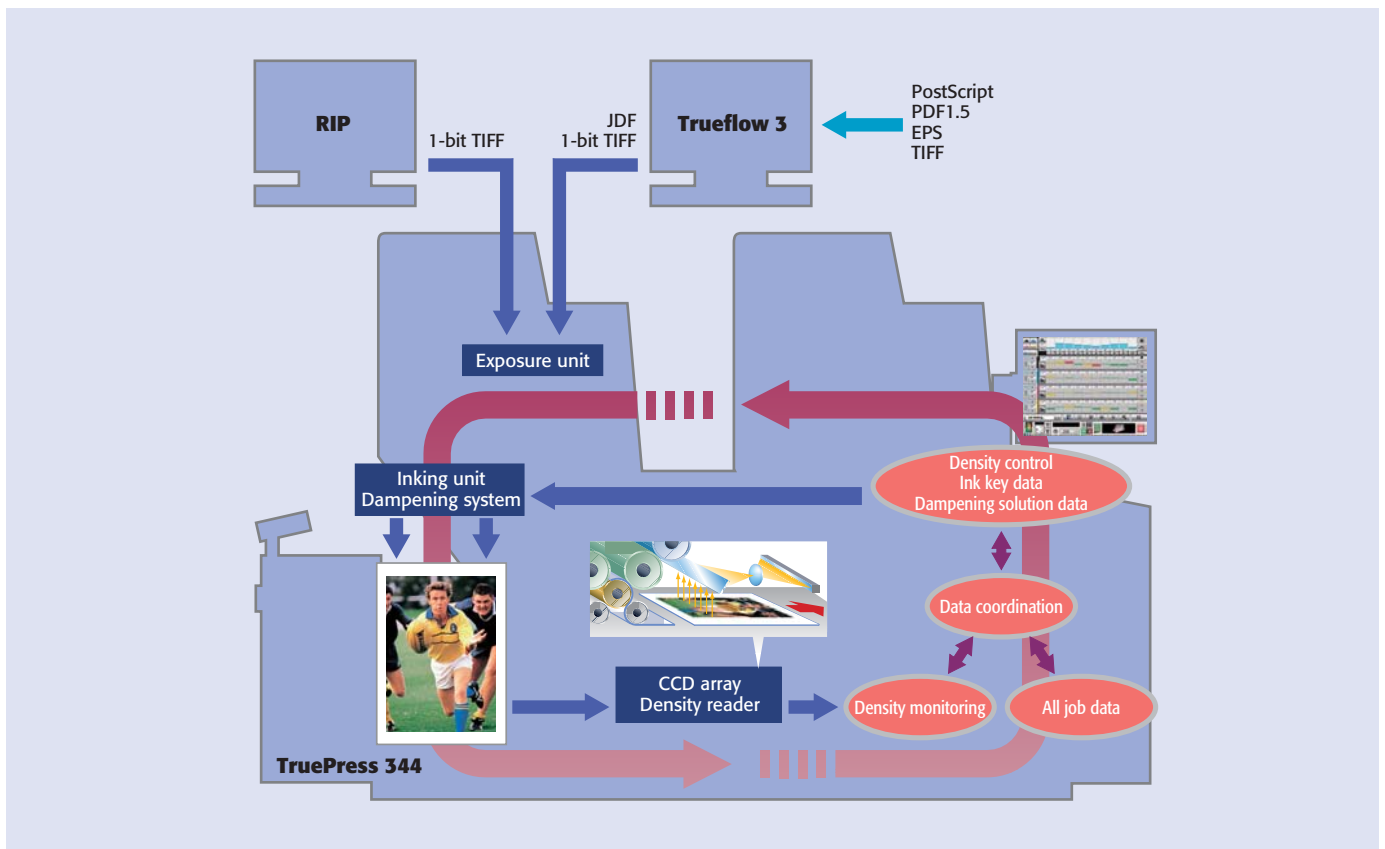 RIP
1-bit TIFF
JDF
1-bit TIFF
Trueflow 3
PostScript
PDF1.5
EPS
TIFF
Exposure unit
Inking unit
Dampening system
Density control
Ink key data
Dampening solution data
Data coordination
CCD array
Density reader
Density monitoring
All job data
TruePress 344